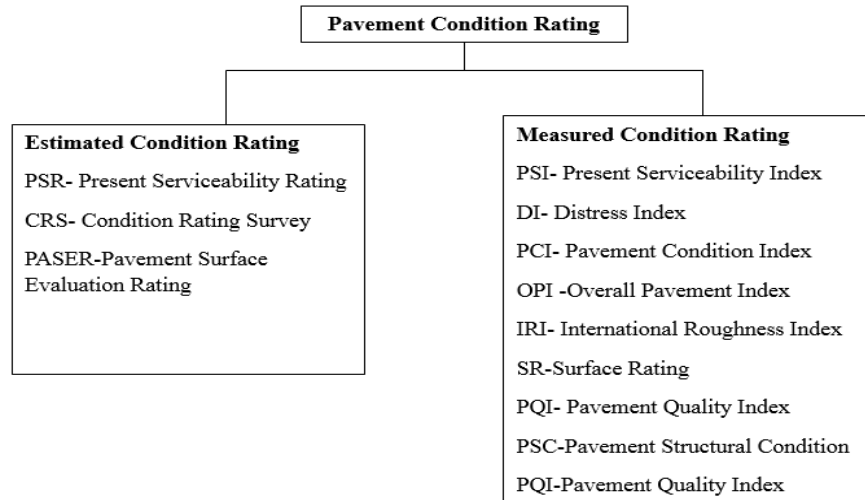 Pavement Condition Rating
Estimated Condition Rating
PSR- Present Serviceability Rating
CRS- Condition Rating Survey
PASER-Pavement Surface
Evaluation Rating
Measured Condition Rating
PSI- Present Serviceability Index
DI- Distress Index
PCI- Pavement Condition Index
OPI -Overall Pavement Index
IRI- International Roughness Index
SR-Surface Rating
PQI- Pavement Quality Index
PSC-Pavement Structural Condition
PQI-Pavement Quality Index